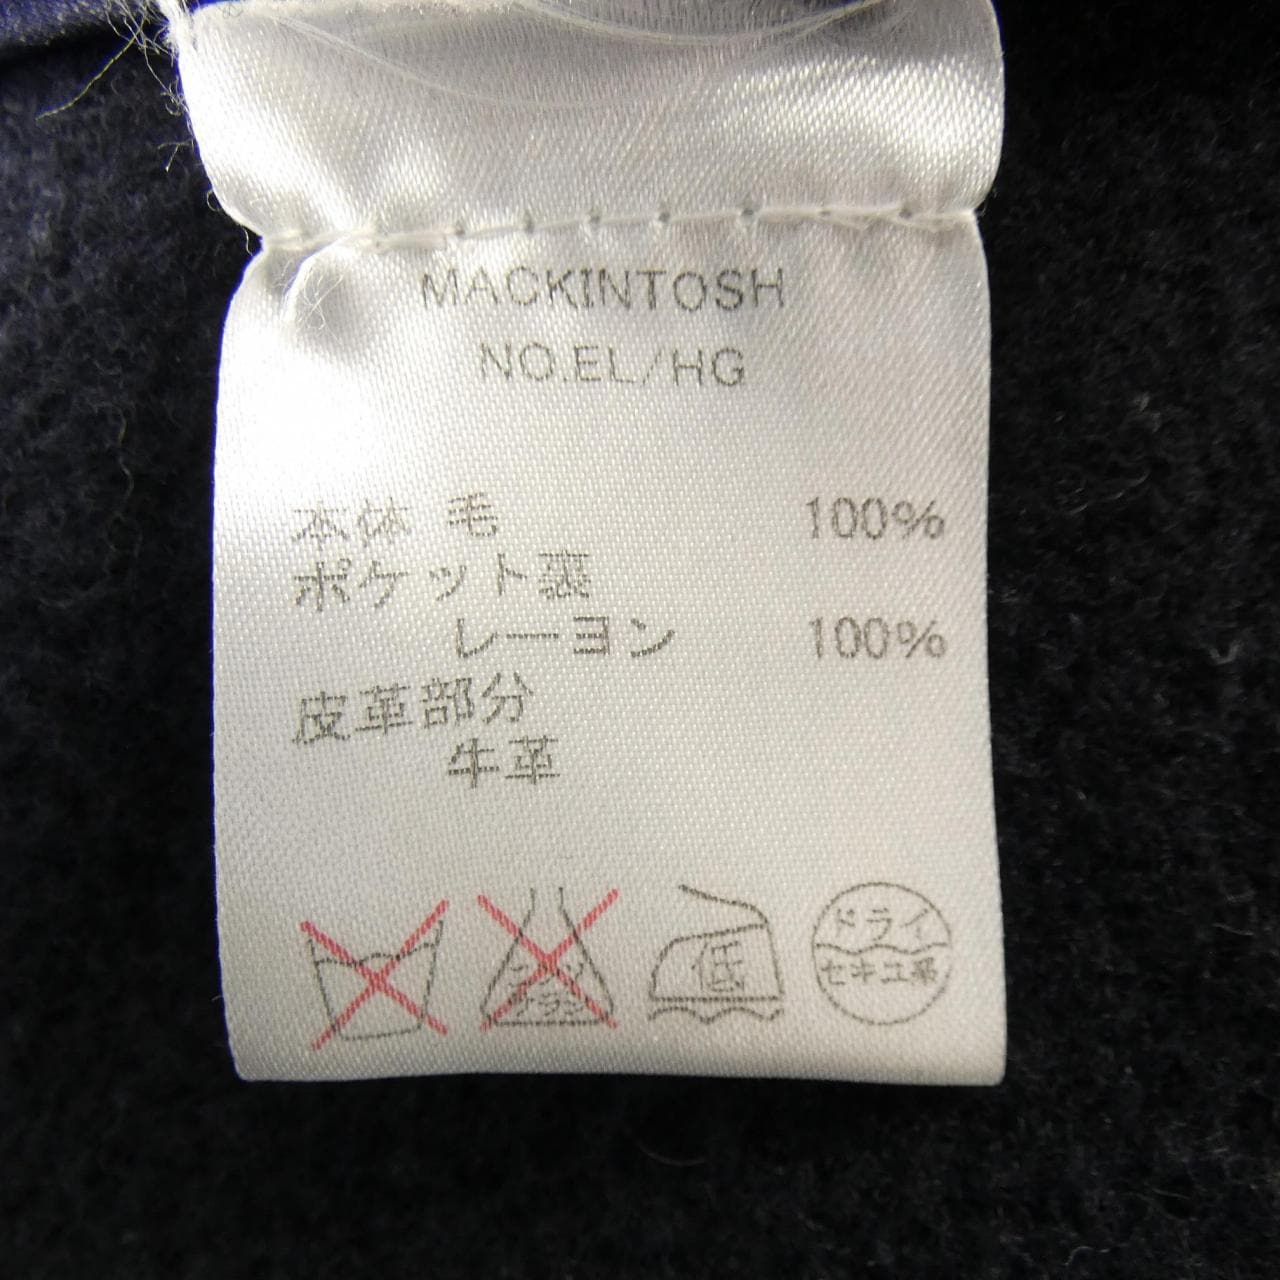 MACKINTOSH
NO.EL/HG
本体 毛 100%
ポケット裏
レーヨン 100%
皮革部分
牛革
低
ドライ
セキユ系